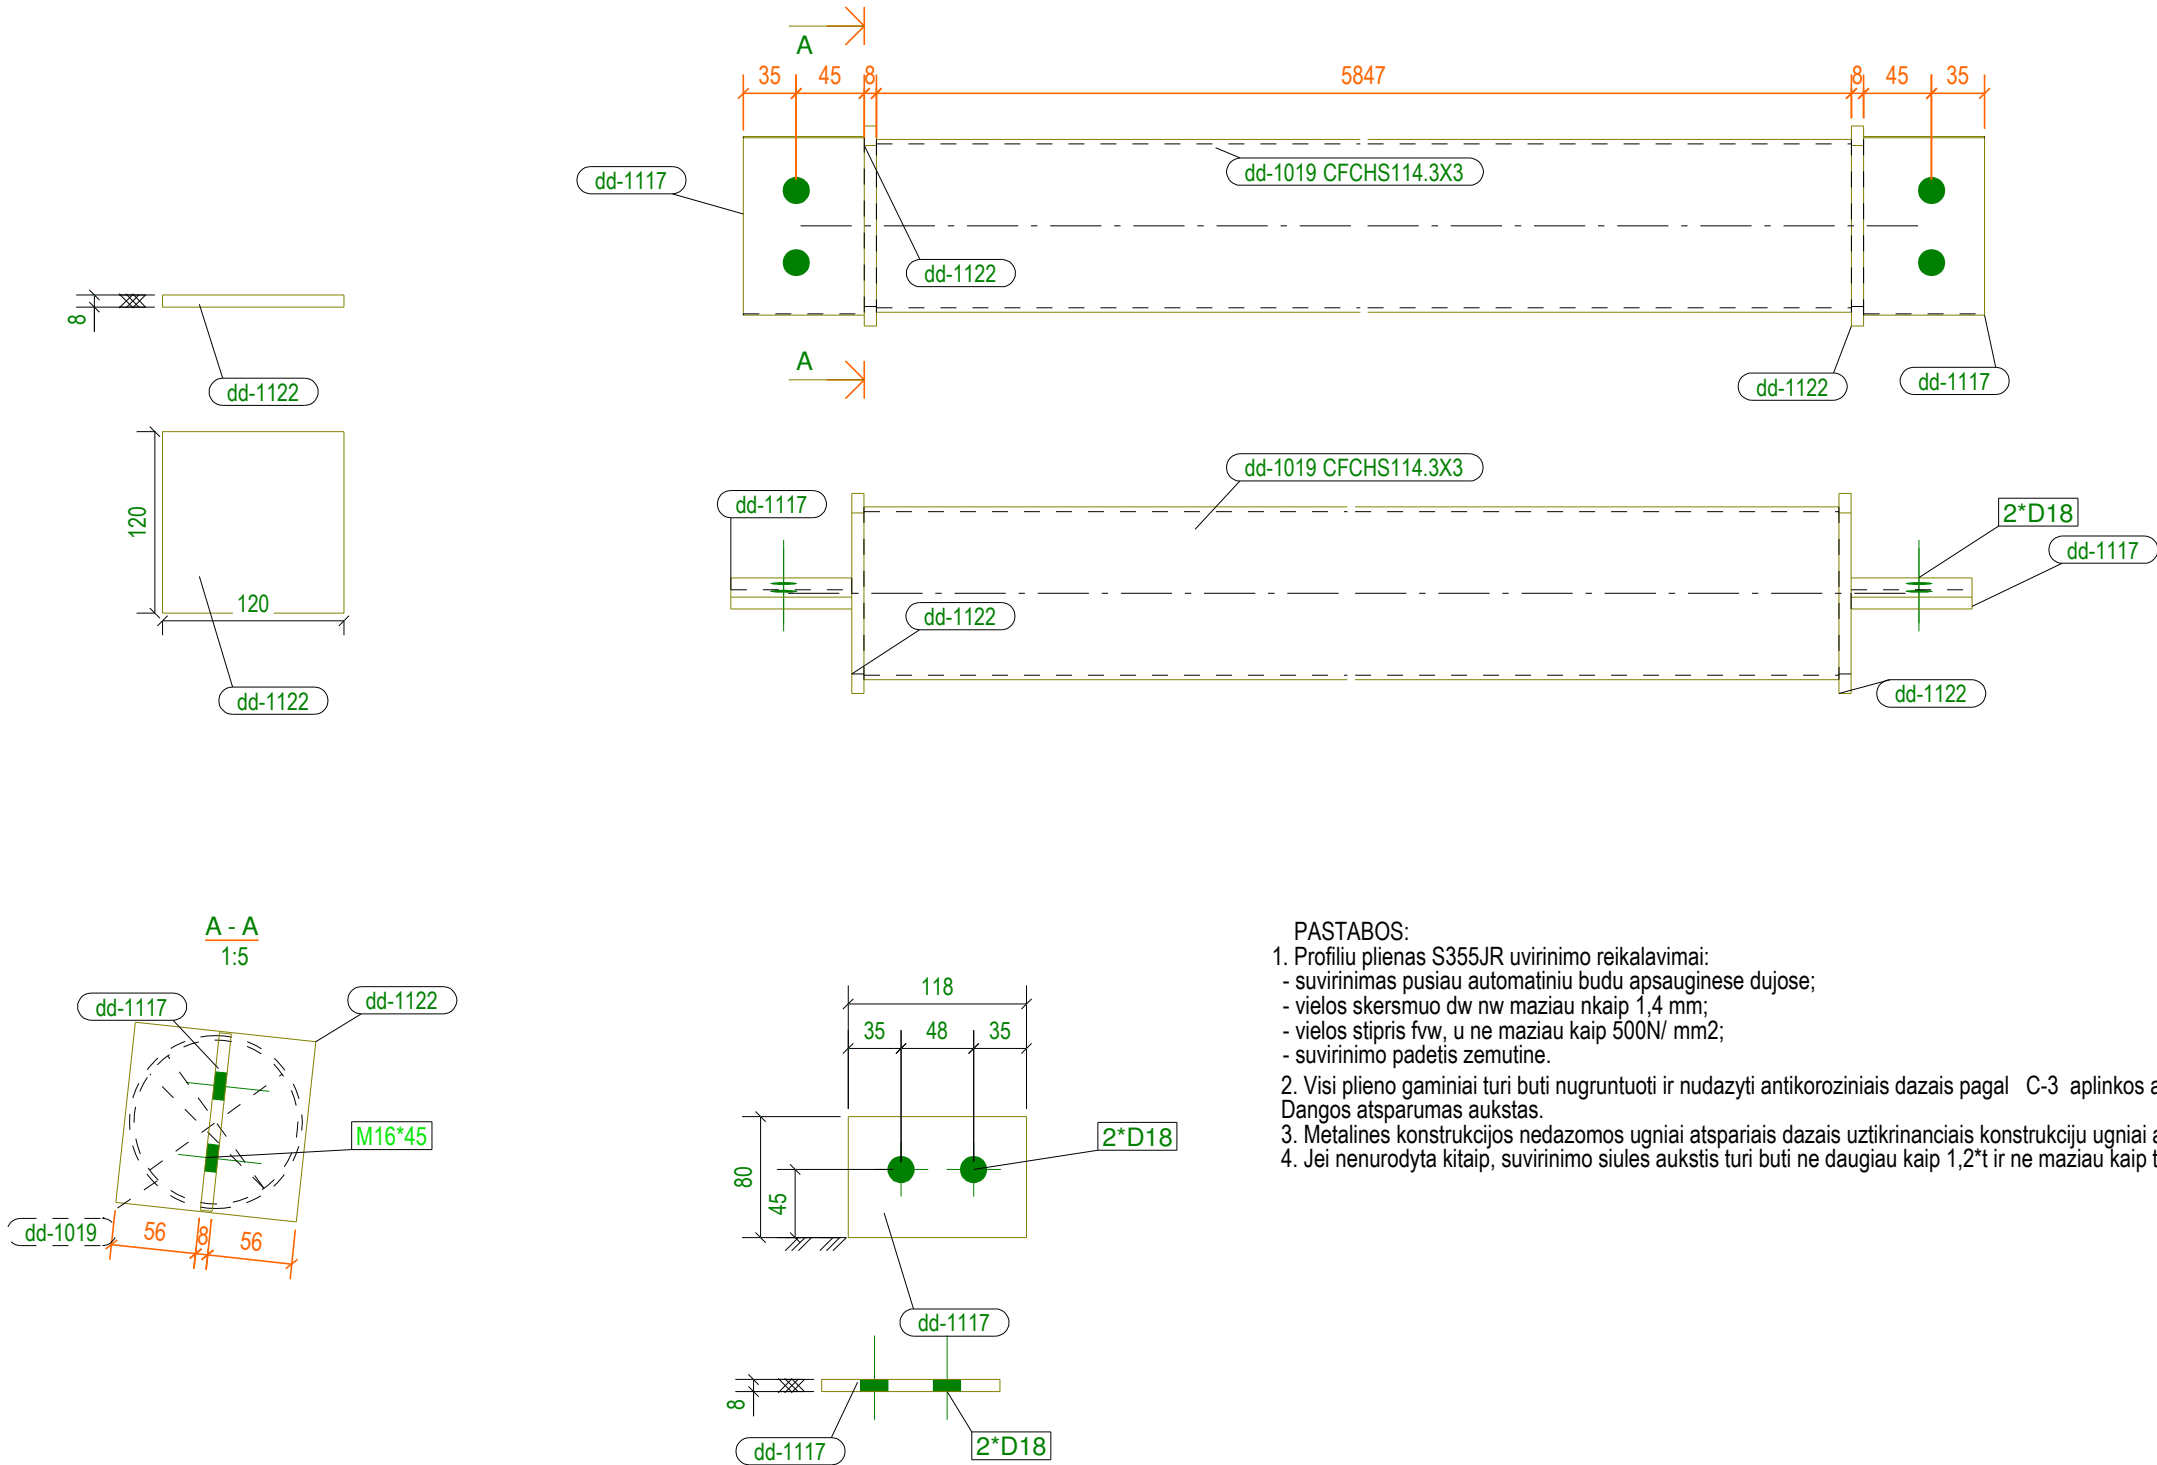 A
35 45 8 5847 8 45 35
dd-1117
dd-1019 CFCHS114.3X3
dd-1122
A
dd-1122
dd-1117
8
dd-1122
120
120
dd-1122
dd-1019 CFCHS114.3X3
dd-1117
2*D18
dd-1117
dd-1122
dd-1122
A - A
1:5
dd-1117
dd-1122
M16*45
dd-1019
56 8 56
118
35 48 35
80
45
2*D18
dd-1117
8
dd-1117
2*D18
PASTABOS:
1. Profiliu plienas S355JR uvirinimo reikalavimai:
- suvirinimas pusiau automatiniu budu apsauginese dujose;
- vielos skersmuo dw nw maziau nkaip 1,4 mm;
- vielos stipris fvw, u ne maziau kaip 500N/ mm2;
- suvirinimo padetis zemutine.
2. Visi plieno gaminiai turi buti nugruntuoti ir nudazyti antikoroziniais dazais pagal C-3 aplinkos a
Dangos atsparumas aukstas.
3. Metalines konstrukcijos nedazomos ugniai atspariais dazais uztikrinanciais konstrukciju ugniai a
4. Jei nenurodyta kitaip, suvirinimo siules aukstis turi buti ne daugiau kaip 1,2*t ir ne maziau kaip t